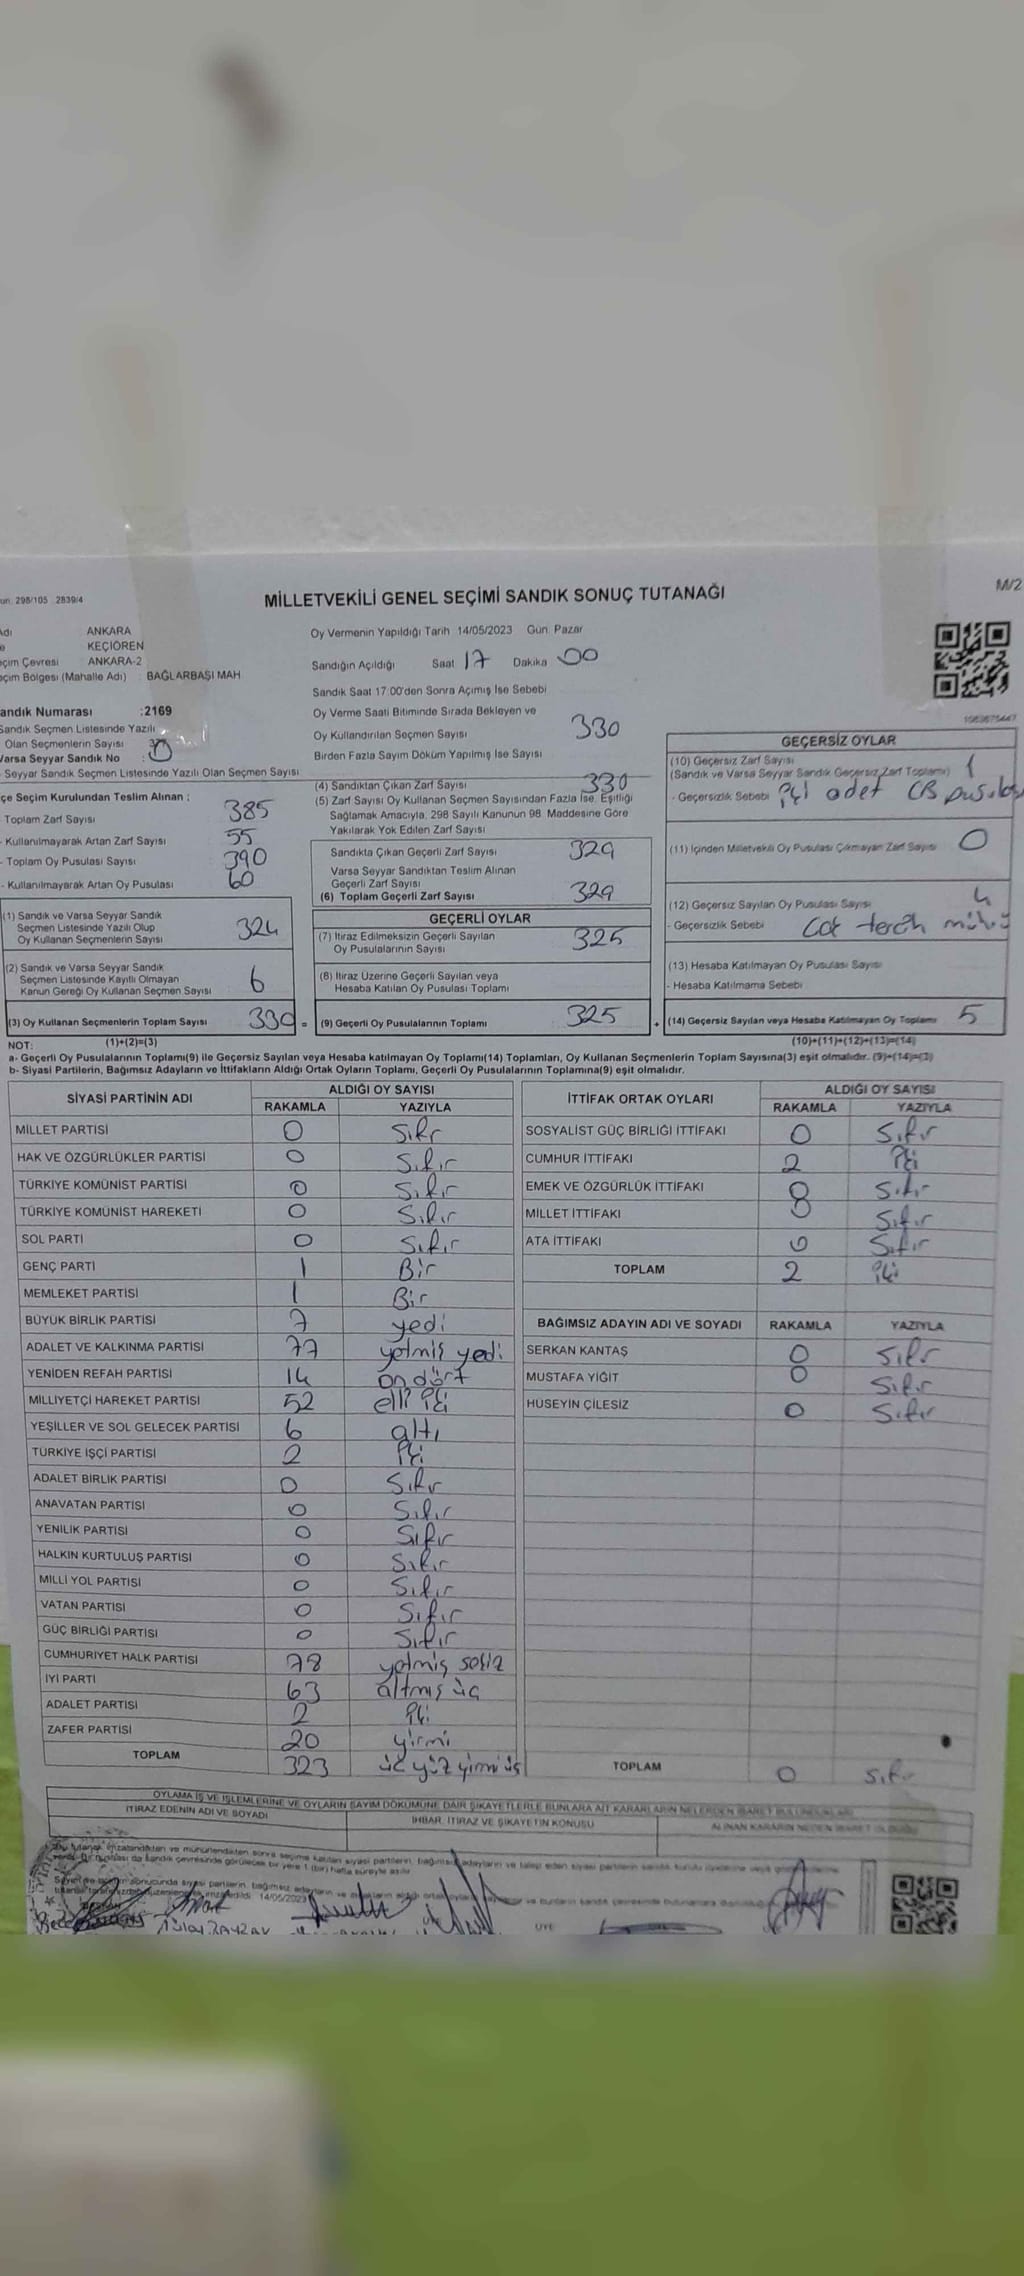 298/105 2839/4
MİLLETVEKİLİ GENEL SEÇİMİ SANDIK SONUÇ TUTANAĞI
M/2
ANKARA
KEÇİÖREN
çim Çevresi ANKARA-2
çim Bölgesi (Mahalle Adı) : BAĞLARBAŞI MAH
andık Numarası :2169
Sandık Seçmen Listesinde Yazılı
Olan Seçmenlerin Sayısı
Varsa Seyyar Sandık No :
- Seyyar Sandık Seçmen Listesinde Yazılı Olan Seçmen Sayısı
çe Seçim Kurulundan Teslim Alınan :
Toplam Zarf Sayısı 385
- Kullanılmayarak Artan Zarf Sayısı 55
- Toplam Oy Pusulası Sayısı 390
- Kullanılmayarak Artan Oy Pusulası 60
(1) Sandık ve Varsa Seyyar Sandık
Seçmen Listesinde Yazılı Olup
Oy Kullanan Seçmenlerin Sayısı 324
(2) Sandık ve Varsa Seyyar Sandık
Seçmen Listesinde Kayıtlı Olmayan
Kanun Gereği Oy Kullanan Seçmen Sayısı 6
(3) Oy Kullanan Seçmenlerin Toplam Sayısı 330 =
Oy Vermenin Yapıldığı Tarih 14/05/2023 Gün: Pazar
Sandığın Açıldığı Saat 17 Dakika 00
Sandık Saat 17:00'den Sonra Açımış İse Sebebi
Oy Verme Saati Bitiminde Sırada Bekleyen ve
Oy Kullandırılan Seçmen Sayısı 330
Birden Fazla Sayım Döküm Yapılmış İse Sayısı
(4) Sandıktan Çıkan Zarf Sayısı 330
(5) Zarf Sayısı Oy Kullanan Seçmen Sayısından Fazla İse, Eşitliği
Sağlamak Amacıyla, 298 Sayılı Kanunun 98. Maddesine Göre
Yakılarak Yok Edilen Zarf Sayısı
Sandıkta Çıkan Geçerli Zarf Sayısı 329
Varsa Seyyar Sandıktan Teslim Alınan
Geçerli Zarf Sayısı
(6) Toplam Geçerli Zarf Sayısı 329
GEÇERLİ OYLAR
(7) İtiraz Edilmeksizin Geçerli Sayılan
Oy Pusulalarının Sayısı 325
(8) İtiraz Üzerine Geçerli Sayılan veya
Hesaba Katılan Oy Pusulası Toplamı
(9) Geçerli Oy Pusulalarının Toplamı 325 +
1083675447
GEÇERSİZ OYLAR
(10) Geçersiz Zarf Sayısı 1
(Sandık ve Varsa Seyyar Sandık Geçersiz Zarf Toplamı)
- Geçersizlik Sebebi İki adet CB
(11) İçinden Milletvekili Oy Pusulası Çıkmayan Zarf Sayısı 0
(12) Geçersiz Sayılan Oy Pusulası Sayısı 4
- Geçersizlik Sebebi Çok tercih
(13) Hesaba Katılmayan Oy Pusulası Sayısı
- Hesaba Katılmama Sebebi
(14) Geçersiz Sayılan veya Hesaba Katılmayan Oy Toplamı 5
NOT: (1)+(2)=(3) (10)+(11)+(12)+(13)=(14)
a- Geçerli Oy Pusulalarının Toplamı(9) ile Geçersiz Sayılan veya Hesaba katılmayan Oy Toplamı(14) Toplamları, Oy Kullanan Seçmenlerin Toplam Sayısına(3) eşit olmalıdır. (9)+(14)=(3)
b- Siyasi Partilerin, Bağımsız Adayların ve İttifakların Aldığı Ortak Oyların Toplamı, Geçerli Oy Pusulalarının Toplamına(9) eşit olmalıdır.
SİYASİ PARTİNİN ADI ALDIĞI OY SAYISI
RAKAMLA YAZIYLA
MİLLET PARTİSİ 0 Sıfır
HAK VE ÖZGÜRLÜKLER PARTİSİ 0 Sıfır
TÜRKİYE KOMÜNİST PARTİSİ 0 Sıfır
TÜRKİYE KOMÜNİST HAREKETİ 0 Sıfır
SOL PARTİ 0 Sıfır
GENÇ PARTİ 1 Bir
MEMLEKET PARTİSİ 1 Bir
BÜYÜK BİRLİK PARTİSİ 7 yedi
ADALET VE KALKINMA PARTİSİ 77 yetmiş yedi
YENİDEN REFAH PARTİSİ 14 on dört
MİLLİYETÇİ HAREKET PARTİSİ 52 elli iki
YEŞİLLER VE SOL GELECEK PARTİSİ 6 altı
TÜRKİYE İŞÇİ PARTİSİ 2 iki
ADALET BİRLİK PARTİSİ 0 Sıfır
ANAVATAN PARTİSİ 0 Sıfır
YENİLİK PARTİSİ 0 Sıfır
HALKIN KURTULUŞ PARTİSİ 0 Sıfır
MİLLİ YOL PARTİSİ 0 Sıfır
VATAN PARTİSİ 0 Sıfır
GÜÇ BİRLİĞİ PARTİSİ 0 Sıfır
CUMHURİYET HALK PARTİSİ 78 yetmiş sekiz
İYİ PARTİ 63 altmış üç
ADALET PARTİSİ 2 iki
ZAFER PARTİSİ 20 yirmi
TOPLAM 323 üç yüz yirmi üç
İTTİFAK ORTAK OYLARI ALDIĞI OY SAYISI
RAKAMLA YAZIYLA
SOSYALİST GÜÇ BİRLİĞİ İTTİFAKI 0 Sıfır
CUMHUR İTTİFAKI 2 iki
EMEK VE ÖZGÜRLÜK İTTİFAKI 0 Sıfır
MİLLET İTTİFAKI 0 Sıfır
ATA İTTİFAKI 0 Sıfır
TOPLAM 2 iki
BAĞIMSIZ ADAYIN ADI VE SOYADI RAKAMLA YAZIYLA
SERKAN KANTAŞ 0 Sıfır
MUSTAFA YİĞİT 0 Sıfır
HÜSEYİN ÇİLESİZ 0 Sıfır
TOPLAM 0 Sıfır
OYLAMA İŞ VE İŞLEMLERİNE VE OYLARIN SAYIM DÖKÜMÜNE DAİR ŞİKAYETLERLE BUNLARA AİT KARARLARIN NELERDEN İBARET BULUNDUKLARI
İTİRAZ EDENİN ADI VE SOYADI İHBAR, İTİRAZ VE ŞİKAYETİN KONUSU ALINAN KARARIN NEDEN İBARET OLDUĞU
14/05/2023
ÜYE